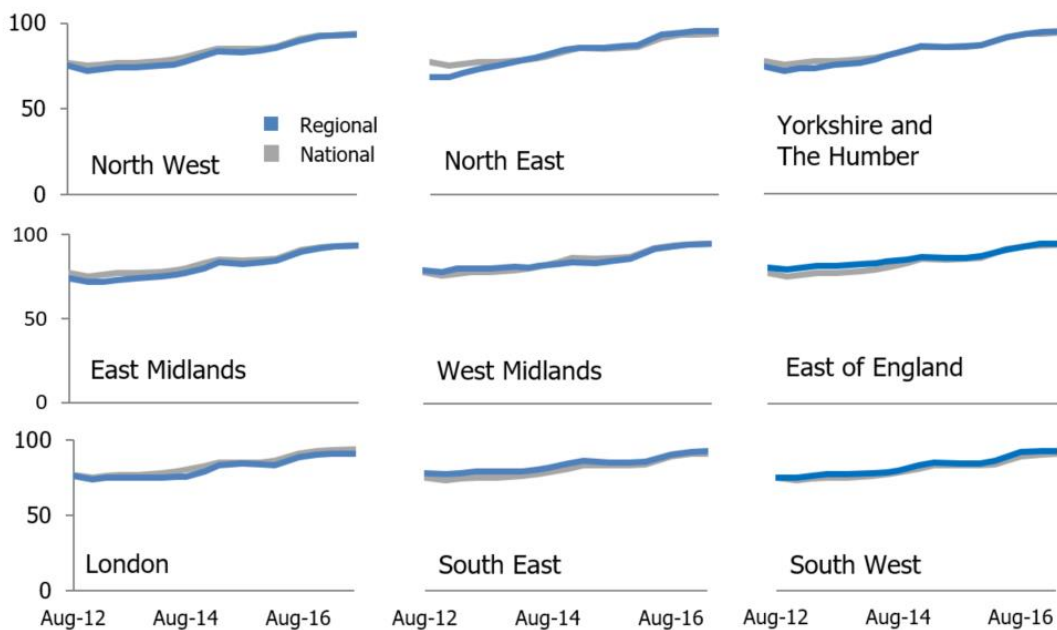 100
50
0
Regional
National
North West
North East
Yorkshire and
The Humber
100
50
0
East Midlands
West Midlands
East of England
100
50
0
London
South East
South West
Aug-12 Aug-14 Aug-16 Aug-12 Aug-14 Aug-16 Aug-12 Aug-14 Aug-16